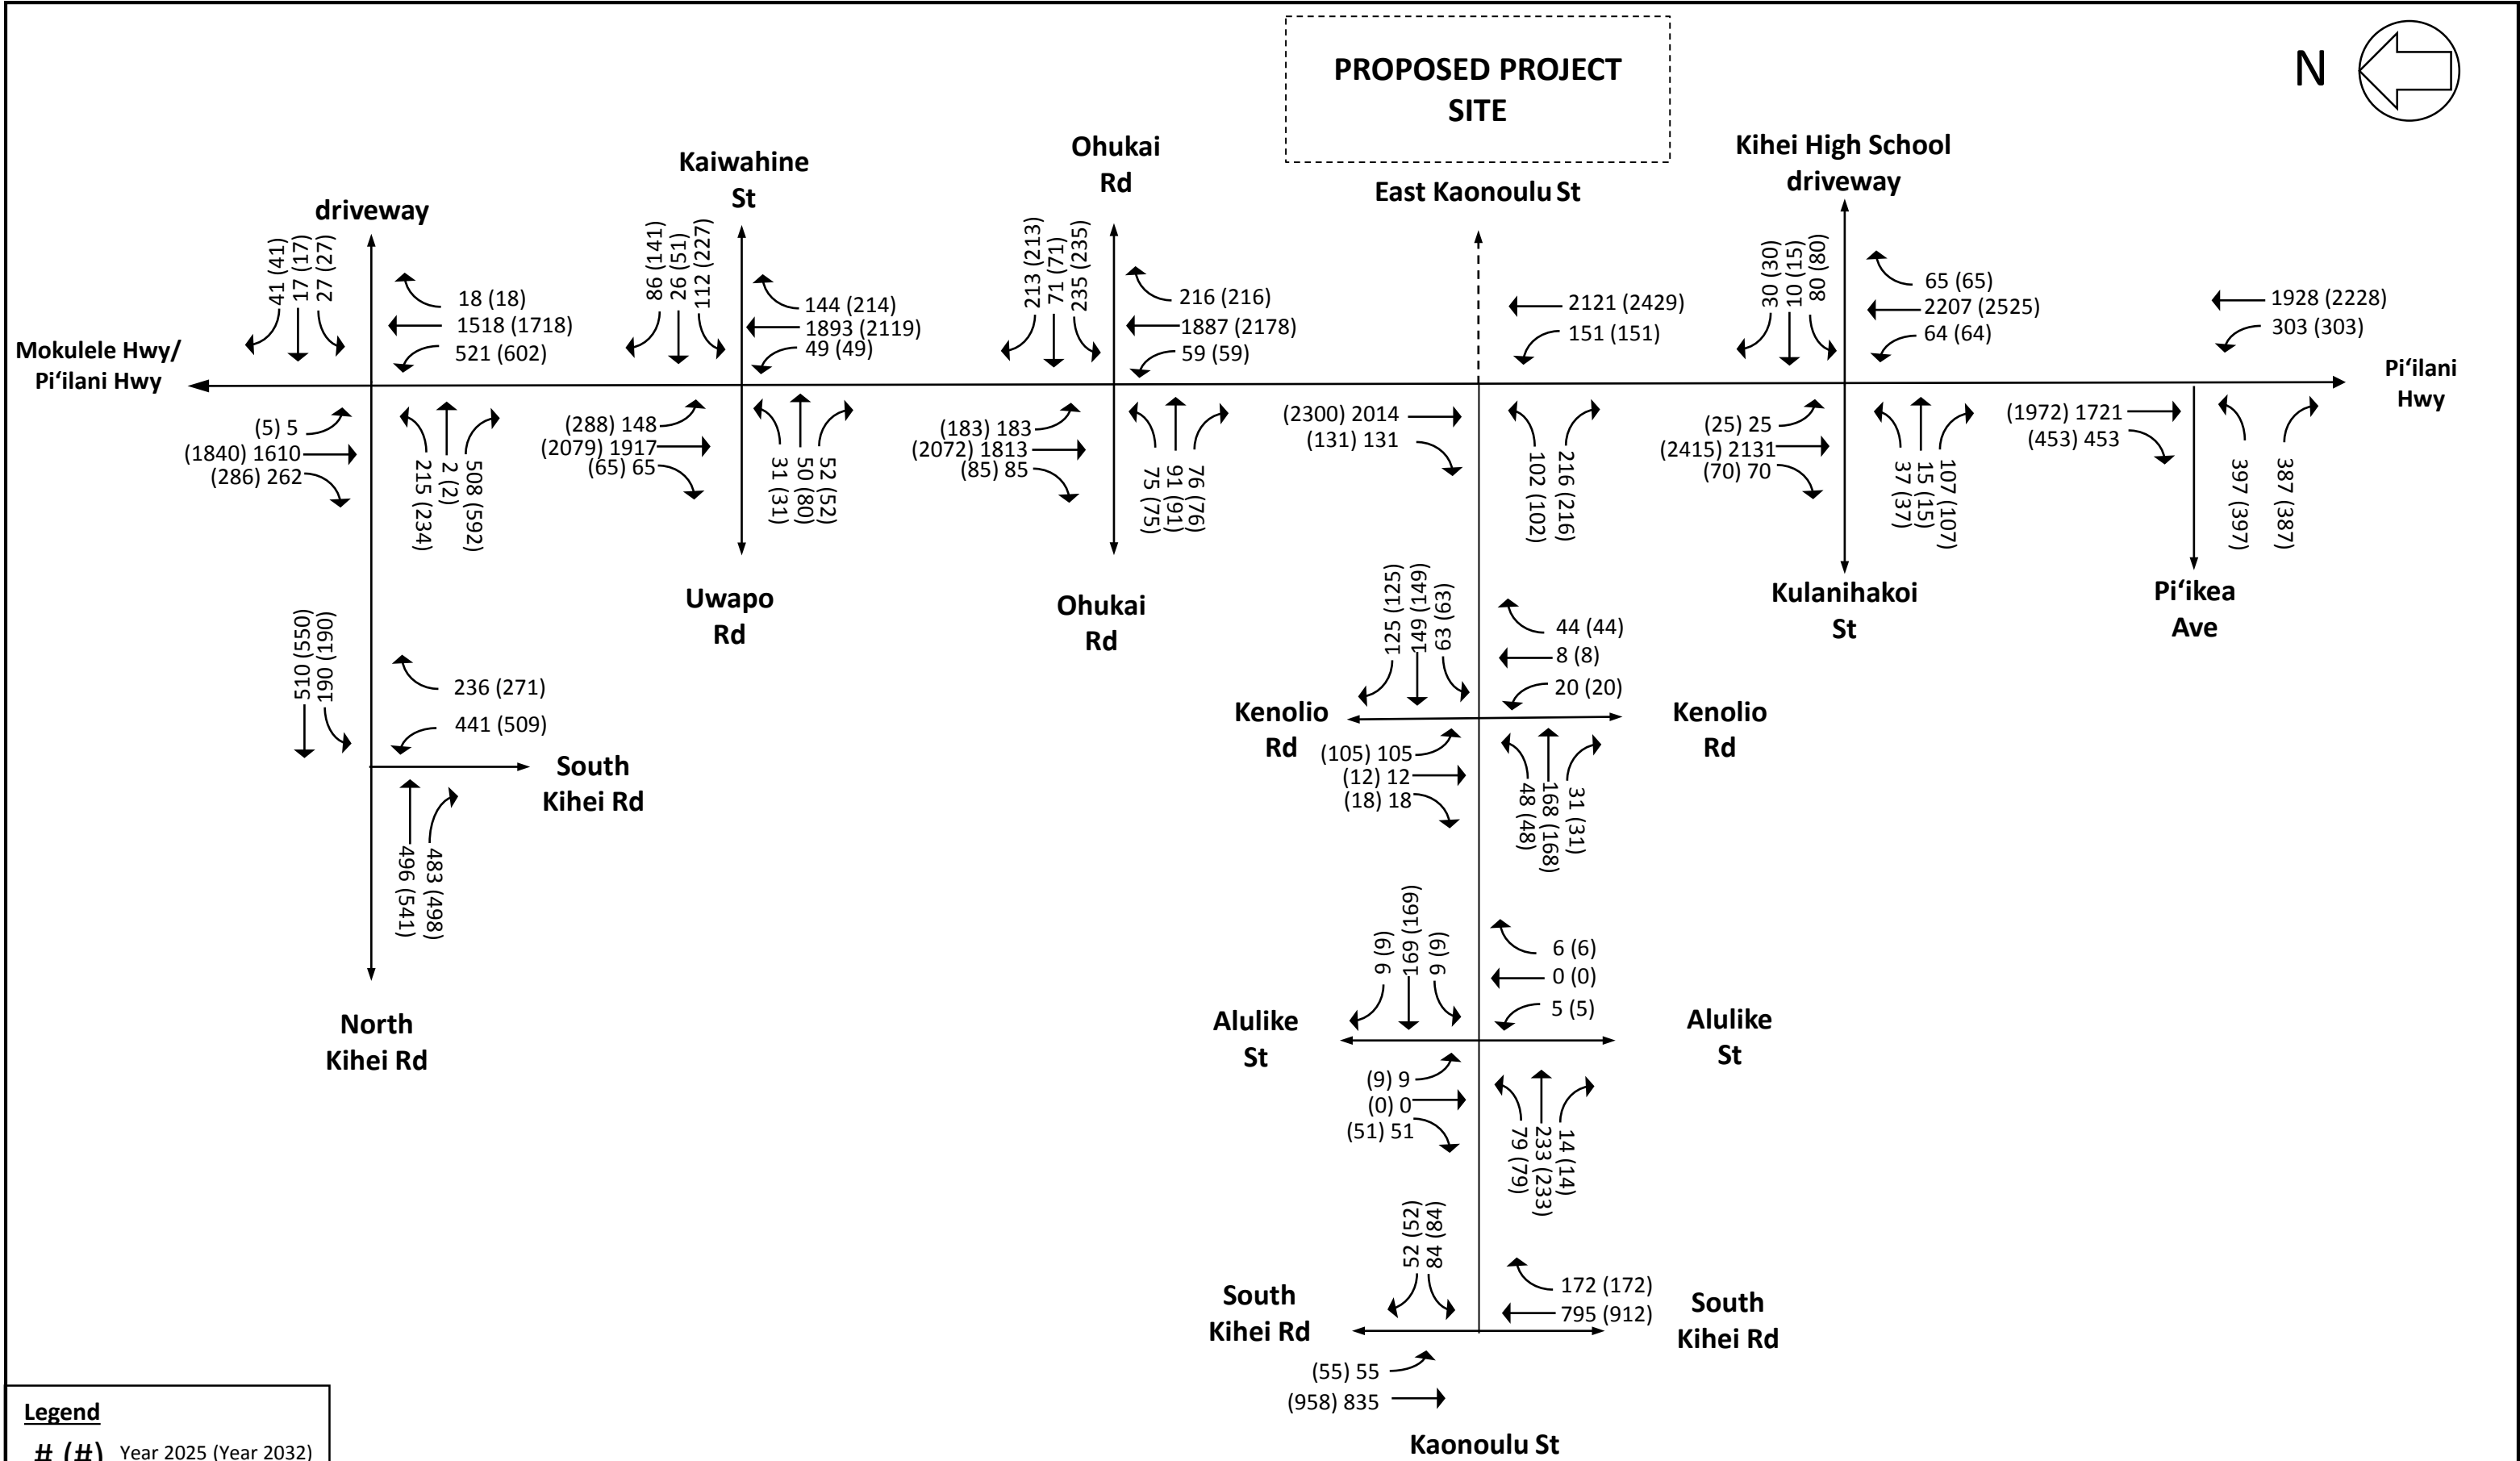 PROPOSED PROJECT
SITE
N
driveway
41 (41)
17 (17)
27 (27)
18 (18)
1518 (1718)
521 (602)
Mokulele Hwy/
Pi‘ilani Hwy
(5) 5
(1840) 1610
(286) 262
215 (234)
2 (2)
508 (592)
Kaiwahine
St
86 (141)
26 (51)
112 (227)
144 (214)
1893 (2119)
49 (49)
(288) 148
(2079) 1917
(65) 65
31 (31)
50 (80)
52 (52)
Uwapo
Rd
Ohukai
Rd
213 (213)
71 (71)
235 (235)
216 (216)
1887 (2178)
59 (59)
(183) 183
(2072) 1813
(85) 85
75 (75)
91 (91)
76 (76)
Ohukai
Rd
East Kaonoulu St
2121 (2429)
151 (151)
(2300) 2014
(131) 131
102 (102)
216 (216)
Kihei High School
driveway
30 (30)
10 (15)
80 (80)
65 (65)
2207 (2525)
64 (64)
(25) 25
(2415) 2131
(70) 70
37 (37)
15 (15)
107 (107)
Kulanihakoi
St
1928 (2228)
303 (303)
Pi‘ilani
Hwy
(1972) 1721
(453) 453
397 (397)
387 (387)
Pi‘ikea
Ave
510 (550)
190 (190)
236 (271)
441 (509)
South
Kihei Rd
496 (541)
483 (498)
North
Kihei Rd
125 (125)
149 (149)
63 (63)
44 (44)
8 (8)
20 (20)
Kenolio
Rd
Kenolio
Rd
(105) 105
(12) 12
(18) 18
48 (48)
168 (168)
31 (31)
9 (9)
169 (169)
9 (9)
6 (6)
0 (0)
5 (5)
Alulike
St
Alulike
St
(9) 9
(0) 0
(51) 51
79 (79)
233 (233)
14 (14)
52 (52)
84 (84)
172 (172)
795 (912)
South
Kihei Rd
South
Kihei Rd
(55) 55
(958) 835
Kaonoulu St
Legend
# (#) Year 2025 (Year 2032)